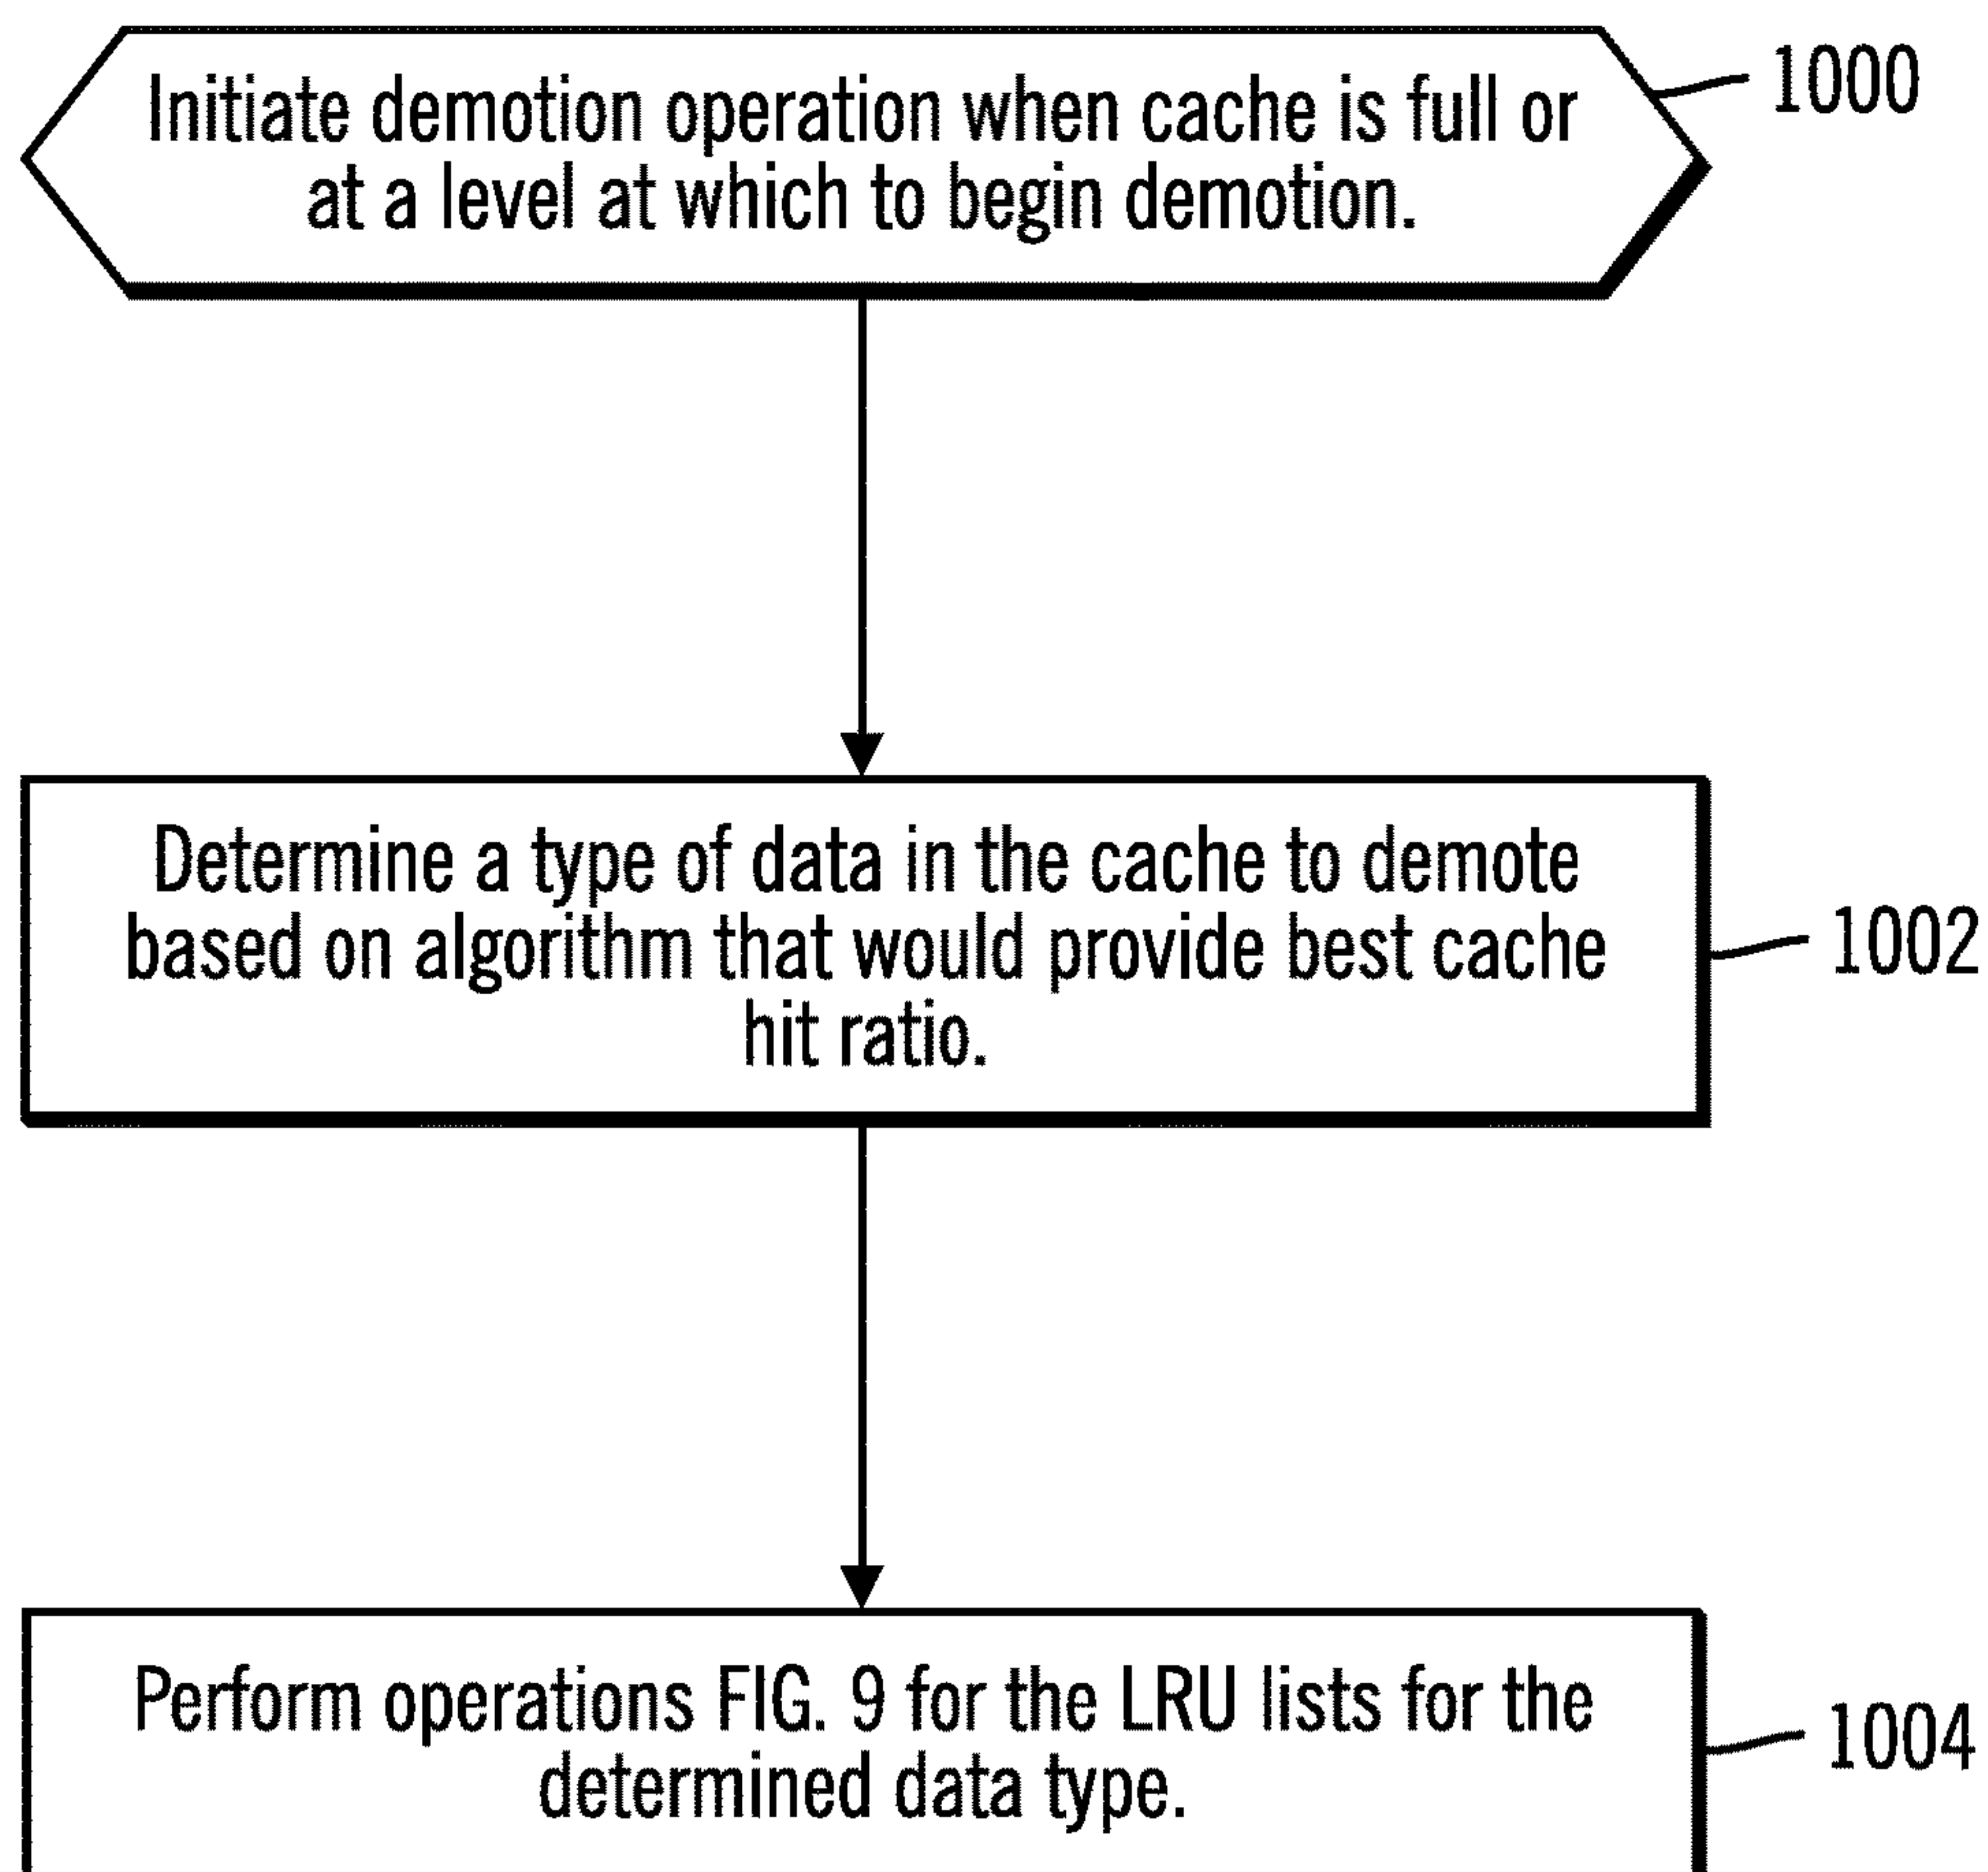 Initiate demotion operation when cache is full or
at a level at which to begin demotion.
1000
Determine a type of data in the cache to demote
based on algorithm that would provide best cache
hit ratio.
1002
Perform operations FIG. 9 for the LRU lists for the
determined data type.
1004